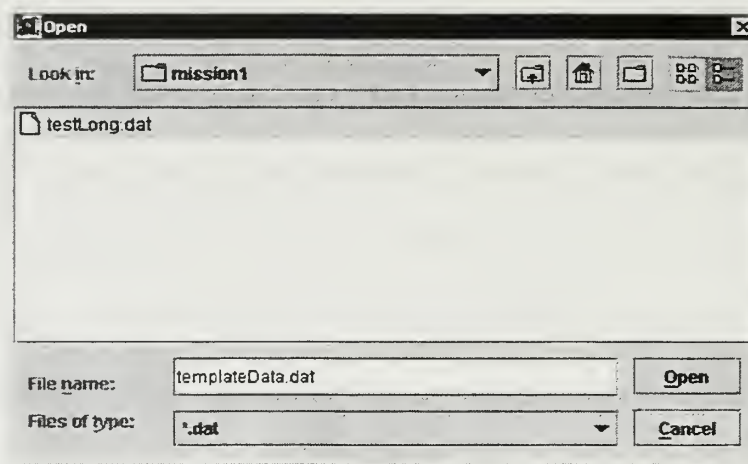 Open
Look in: mission1
testLong.dat
File name: templateData.dat Open
Files of type: *.dat Cancel